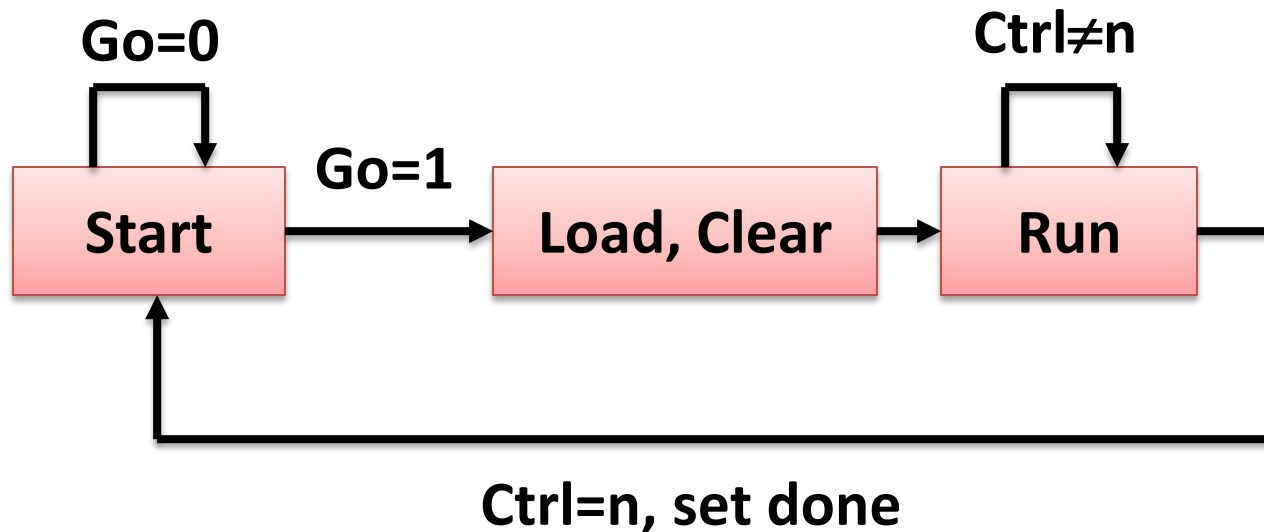 Go=0
Ctrl≠n
Go=1
Start
Load, Clear
Run
Ctrl=n, set done